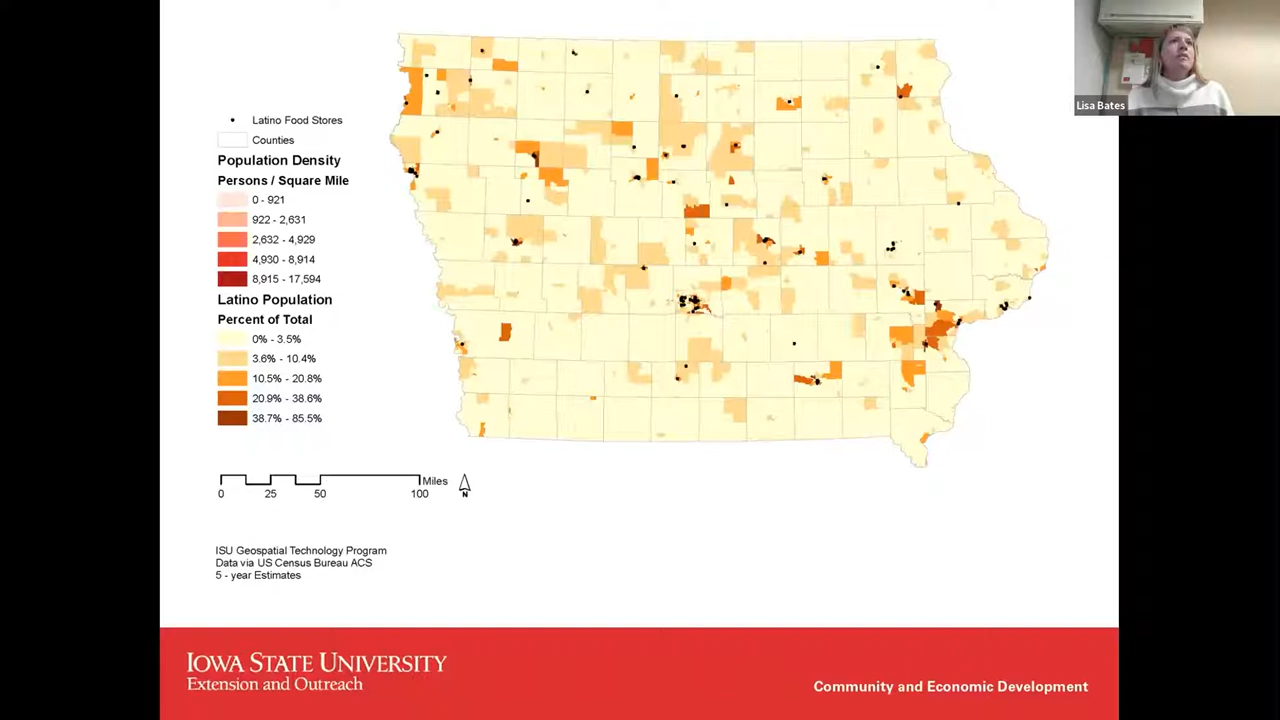 Lisa Bates
Latino Food Stores
Counties
Population Density
Persons / Square Mile
0 - 921
922 - 2,631
2,632 - 4,929
4,930 - 8,914
8,915 - 17,594
Latino Population
Percent of Total
0% - 3.5%
3.6% - 10.4%
10.5% - 20.8%
20.9% - 38.6%
38.7% - 85.5%
Miles
0 25 50 100
N
ISU Geospatial Technology Program
Data via US Census Bureau ACS
5 - year Estimates
IOWA STATE UNIVERSITY
Extension and Outreach
Community and Economic Development